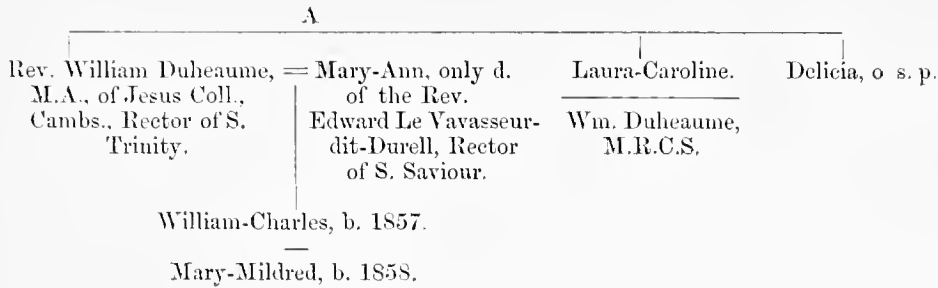 A
Rev. William Duheaume,
M.A., of Jesus Coll.,
Cambs., Rector of S.
Trinity.
=
Mary-Ann, only d.
of the Rev.
Edward Le Vavasseur-
dit-Durell, Rector
of S. Saviour.
Laura-Caroline.
Wm. Duheaume,
M.R.C.S.
Delicia, o s. p.
William-Charles, b. 1857.
Mary-Mildred, b. 1858.